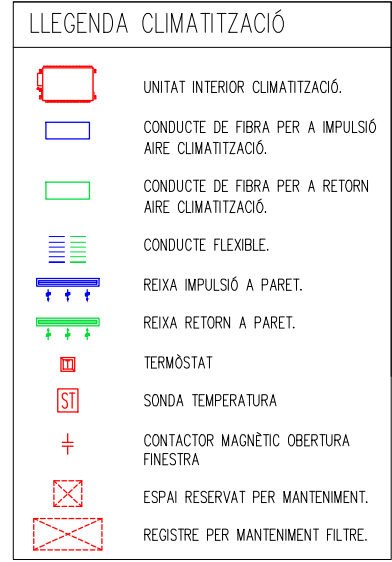 LLEGENDA CLIMATITZACIÓ
UNITAT INTERIOR CLIMATITZACIÓ.
CONDUCTE DE FIBRA PER A IMPULSIÓ
AIRE CLIMATITZACIÓ.
CONDUCTE DE FIBRA PER A RETORN
AIRE CLIMATITZACIÓ.
CONDUCTE FLEXIBLE.
REIXA IMPULSIÓ A PARET.
REIXA RETORN A PARET.
T TERMÒSTAT
ST SONDA TEMPERATURA
CONTACTOR MAGNÈTIC OBERTURA
FINESTRA
ESPAI RESERVAT PER MANTENIMENT.
REGISTRE PER MANTENIMENT FILTRE.